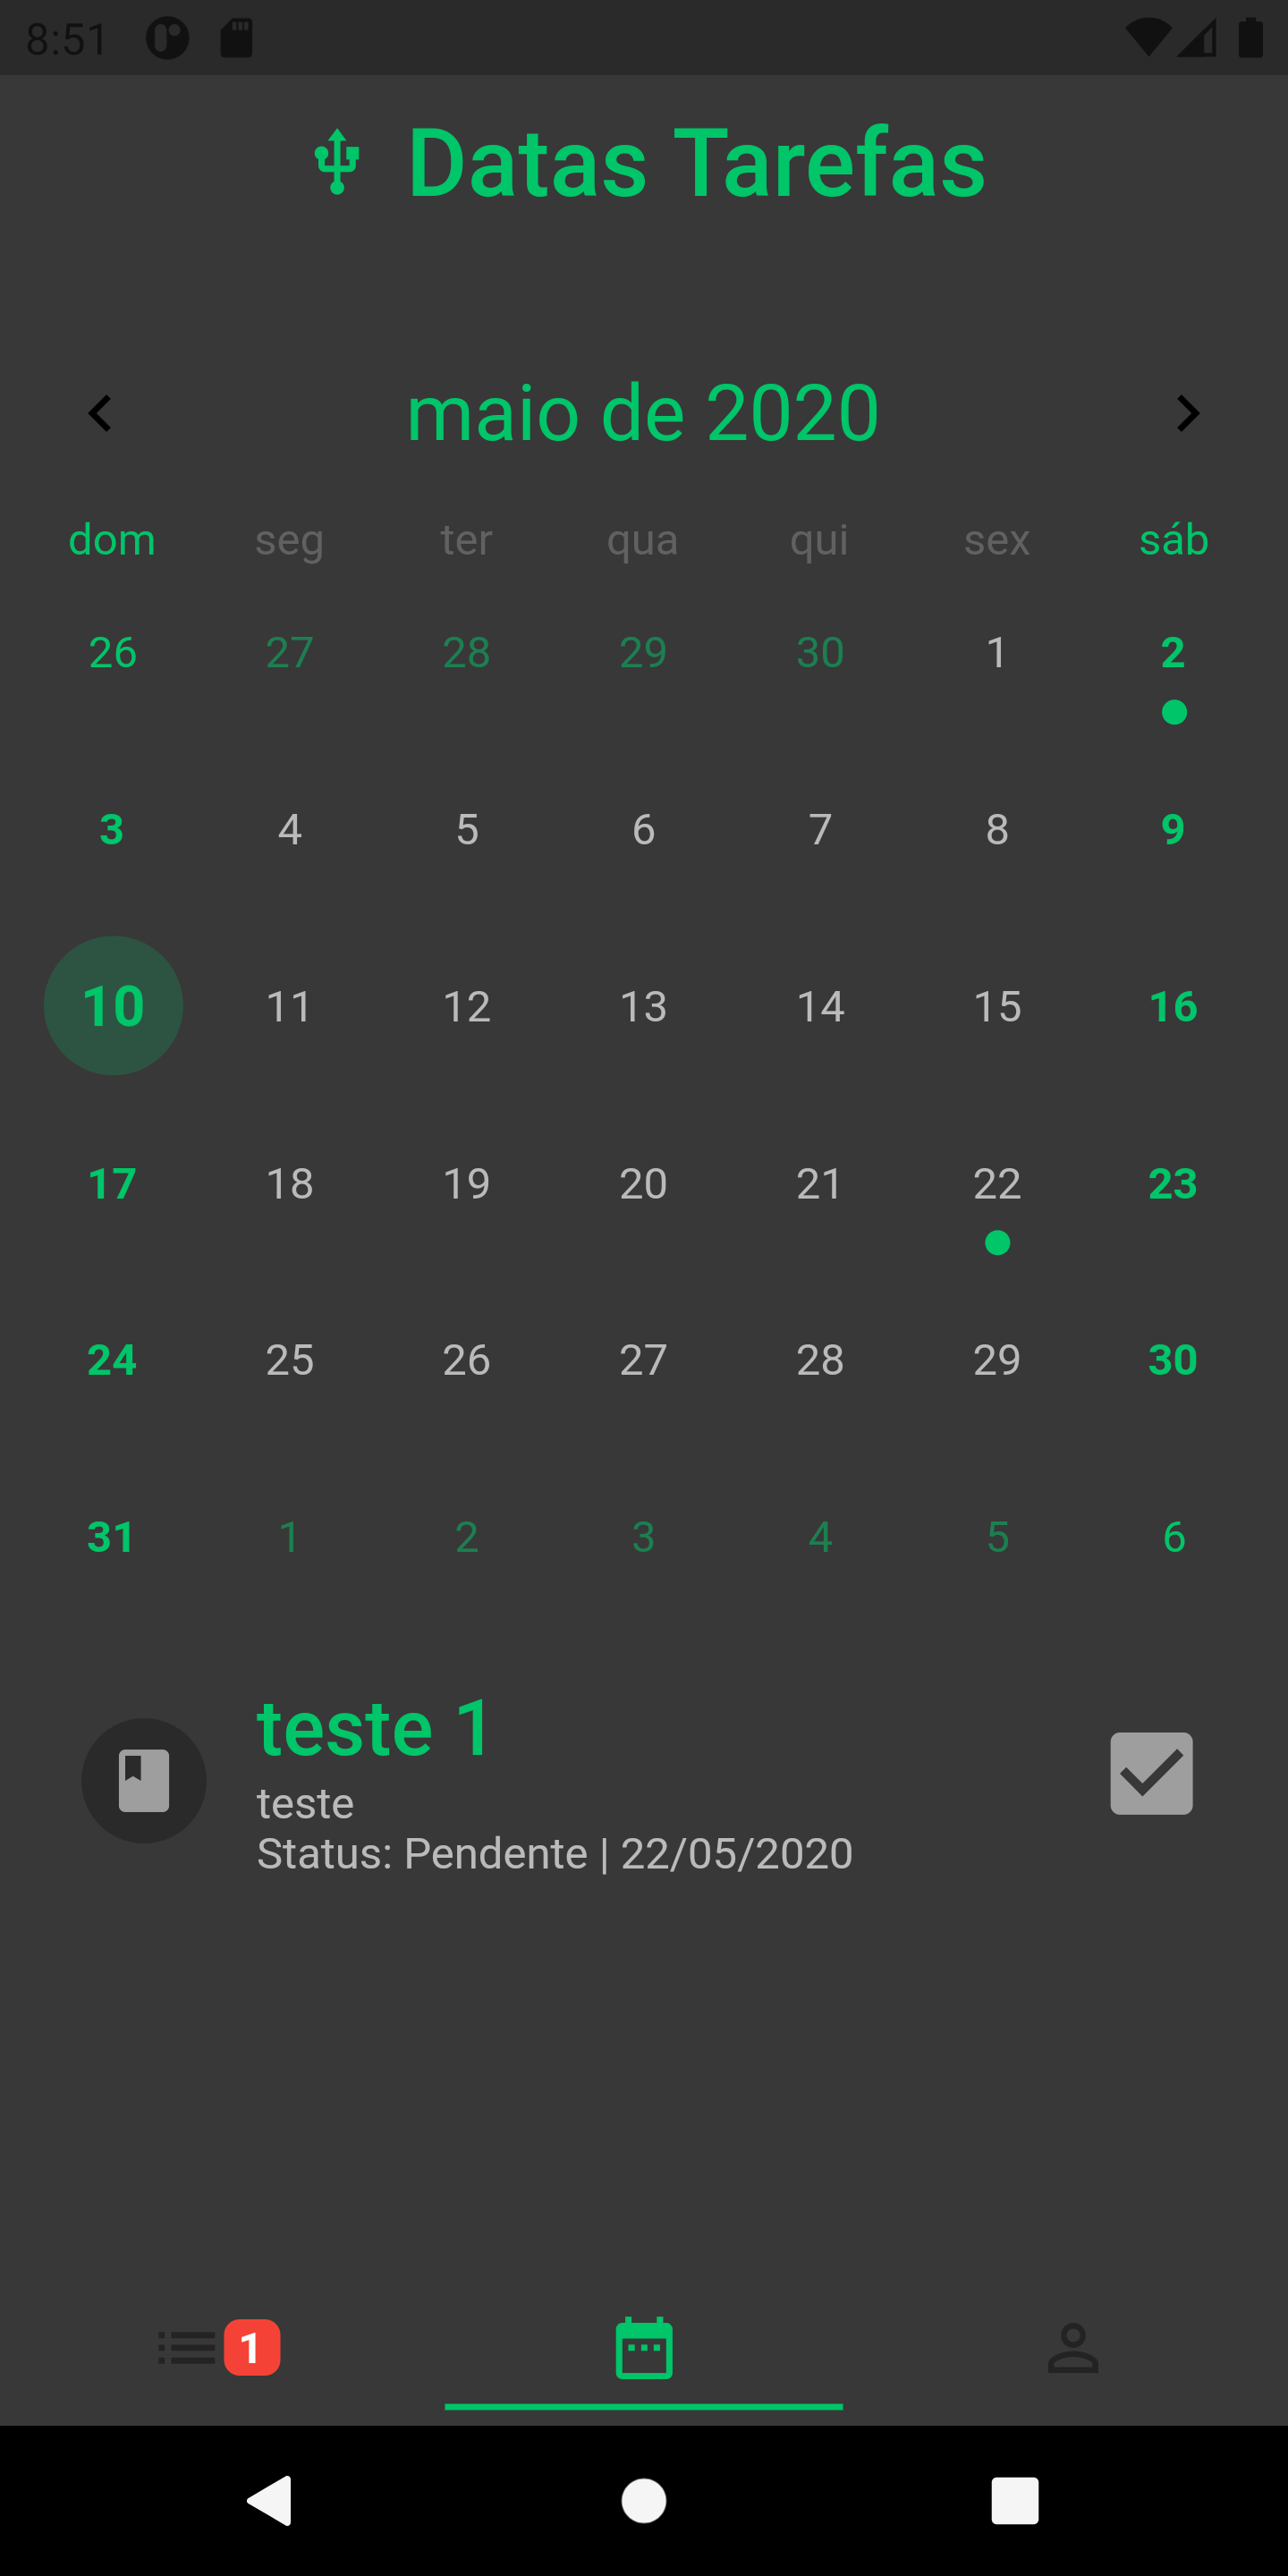 8:51
Datas Tarefas
maio de 2020
dom seg ter qua qui sex sáb
26 27 28 29 30 1 2
3 4 5 6 7 8 9
10 11 12 13 14 15 16
17 18 19 20 21 22 23
24 25 26 27 28 29 30
31 1 2 3 4 5 6
teste 1
teste
Status: Pendente | 22/05/2020
1